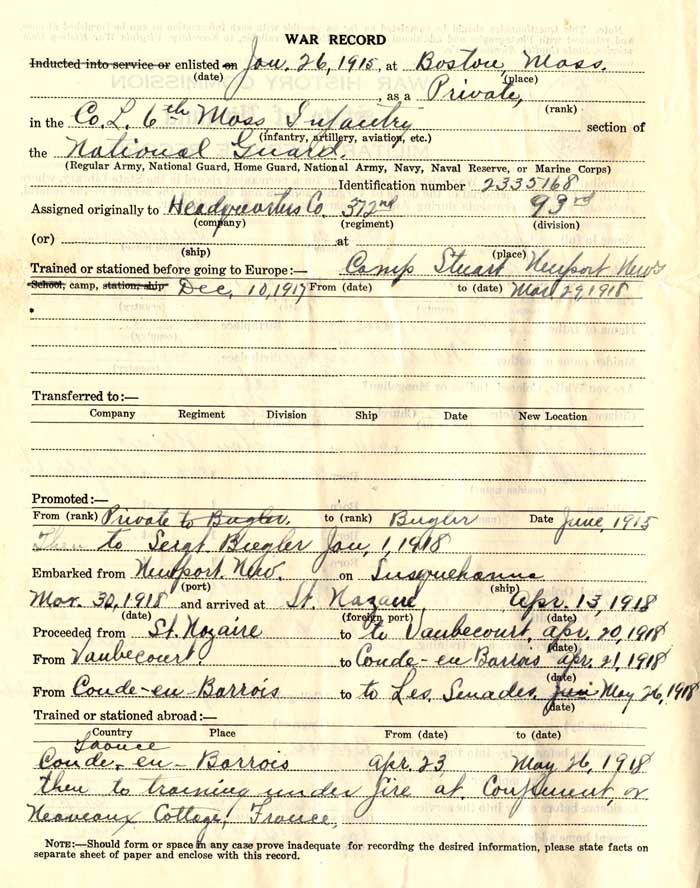 WAR RECORD
Inducted into service or enlisted on Jan. 26, 1915, at Boston, Mass.
(date) (place)
, as a Private,
(rank)
in the Co. L. 6th Mass Infantry section of
(infantry, artillery, aviation, etc.)
the National Guard.
(Regular Army, National Guard, Home Guard, National Army, Navy, Naval Reserve, or Marine Corps)
Identification number 2335168
Assigned originally to Headquarters Co. 372nd 93rd
(company) (regiment) (division)
(or) at
(ship) (place)
Trained or stationed before going to Europe:— Camp Stuart Newport News
School, camp, station, ship Dec. 10, 1917 From (date) to (date) Mar. 29, 1918
Transferred to:—
Company Regiment Division Ship Date New Location
Promoted:—
From (rank) Private to Bugler. to (rank) Bugler Date June, 1915
Then to Sergt Bugler Jan, 1, 1918
Embarked from Newport. New. on Susquehanna
(port) (ship)
Mar. 30, 1918 and arrived at St. Nazaire, Apr. 13, 1918
(date) (foreign port) (date)
Proceeded from St. Nozaire to to Vaubecourt, apr. 20, 1918
(date)
From Vaubecourt. to Conde-en Barrois apr. 21, 1918
(date)
From Conde-en-Barrois to to Les. Senades. May 26, 1918
(date)
Trained or stationed abroad:—
Country Place From (date) to (date)
France
Conde-en-Barrois Apr. 23 May 26, 1918
then to training under fire at , or
Cottage, France,
NOTE:—Should form or space in any case prove inadequate for recording the desired information, please state facts on
separate sheet of paper and enclose with this record.